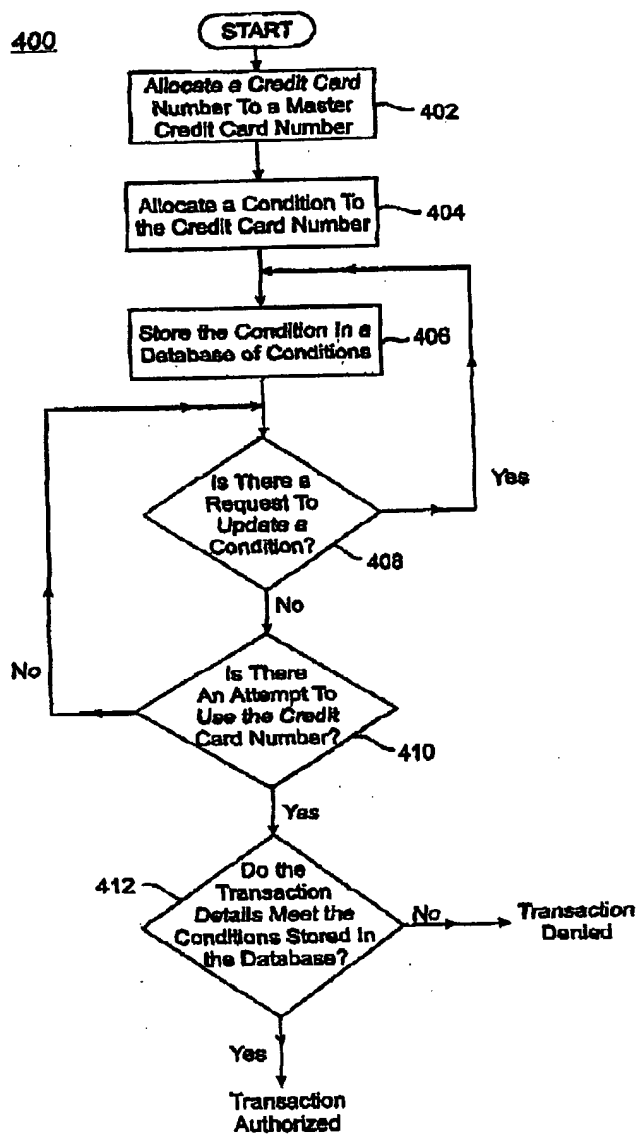 400
START
Allocate a Credit Card
Number To a Master
Credit Card Number
402
Allocate a Condition To
the Credit Card Number
404
Store the Condition In a
Database of Conditions
406
Is There a
Request To
Update a
Condition?
408
Yes
No
Is There
An Attempt To
Use the Credit
Card Number?
410
No
Yes
412
Do the
Transaction
Details Meet the
Conditions Stored In
the Database?
No
Transaction
Denied
Yes
Transaction
Authorized